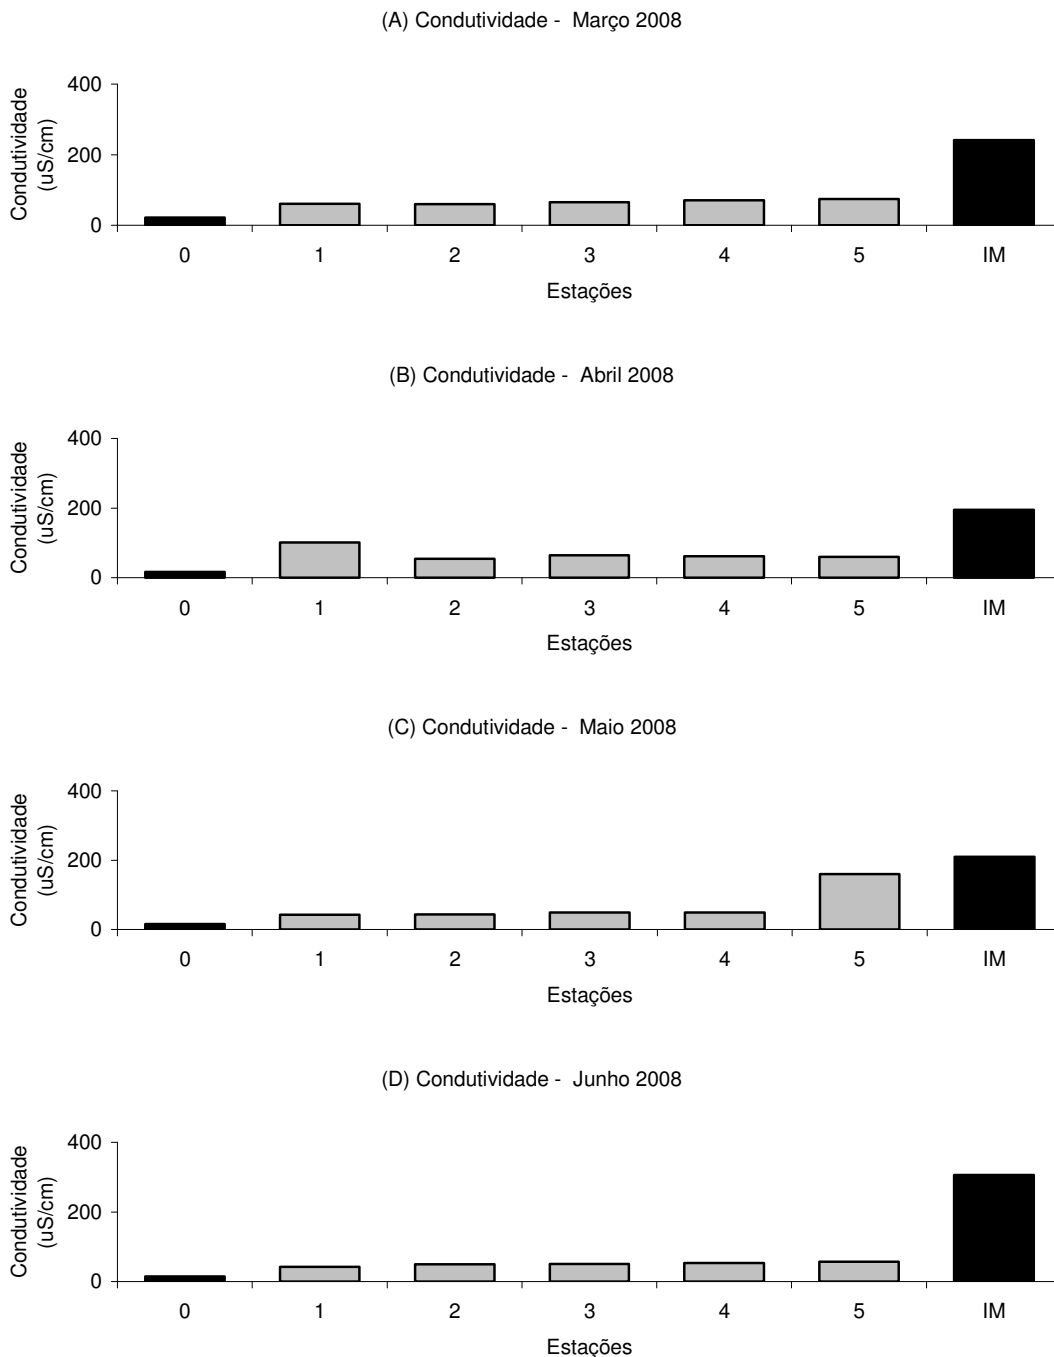 (A) Condutividade - Março 2008
Condutividade
(uS/cm)
400
200
0
0 1 2 3 4 5 IM
Estações
(B) Condutividade - Abril 2008
Condutividade
(uS/cm)
400
200
0
0 1 2 3 4 5 IM
Estações
(C) Condutividade - Maio 2008
Condutividade
(uS/cm)
400
200
0
0 1 2 3 4 5 IM
Estações
(D) Condutividade - Junho 2008
Condutividade
(uS/cm)
400
200
0
0 1 2 3 4 5 IM
Estações